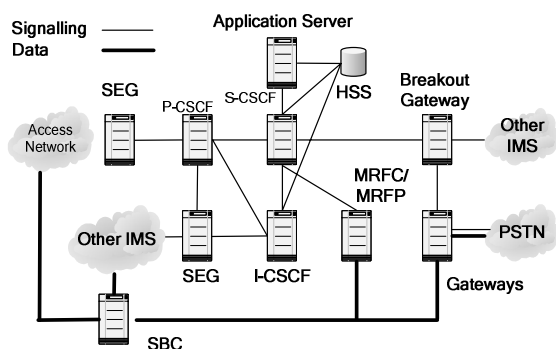 Signalling
Data
Application Server
SEG
P-CSCF
S-CSCF
HSS
Breakout
Gateway
Access
Network
Other
IMS
MRFC/
MRFP
Other IMS
SEG
I-CSCF
PSTN
Gateways
SBC